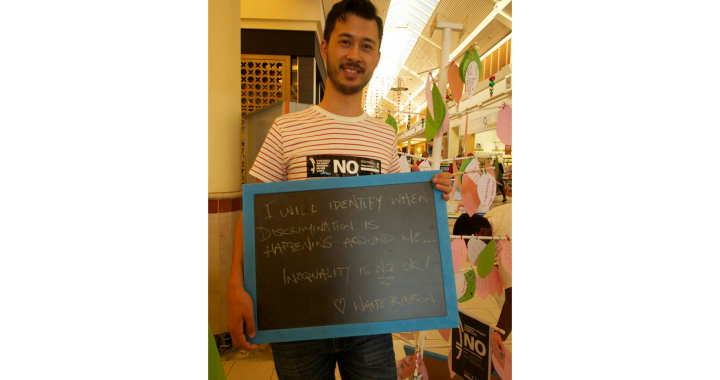 NO
I WILL IDENTIFY WHEN
DISCRIMINATION IS
HAPPENING AROUND ME...
INEQUALITY IS NOT OK!
♡ WHITE RIBBON
NO